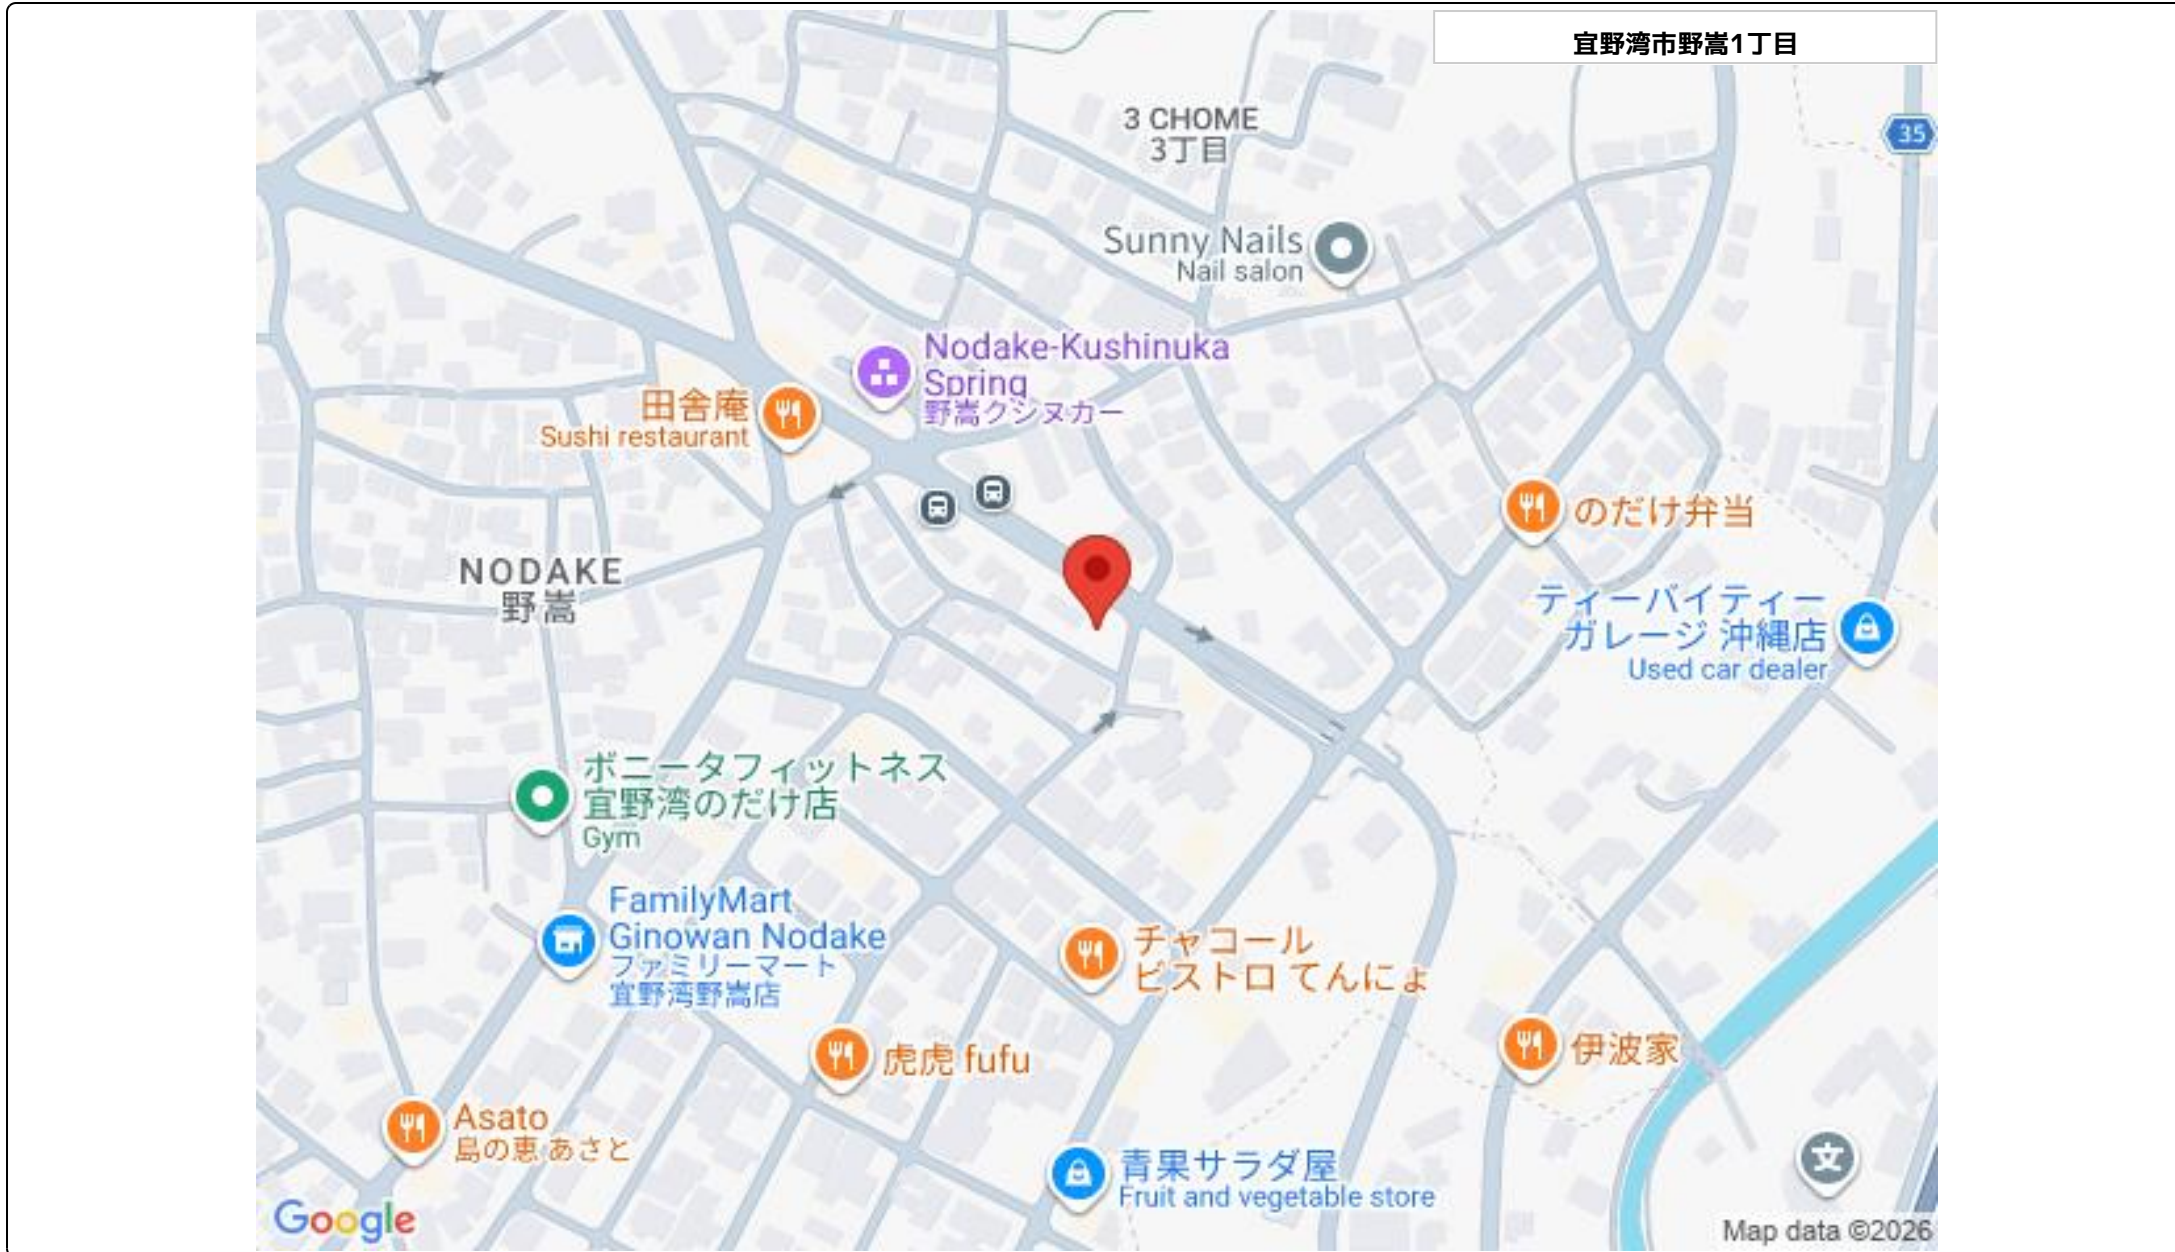 宜野湾市野嵩1丁目
3 CHOME
3丁目
35
Sunny Nails
Nail salon
Nodake-Kushinuka
Spring
野嵩クシヌカー
田舎庵
Sushi restaurant
のだけ弁当
NODAKE
野嵩
ティーバイティー
ガレージ 沖縄店
Used car dealer
ボニータフィットネス
宜野湾のだけ店
Gym
FamilyMart
Ginowan Nodake
ファミリーマート
宜野湾野嵩店
チャコール
ビストロ てんにょ
虎虎 fufu
伊波家
Asato
島の恵 あさと
文
青果サラダ屋
Fruit and vegetable store
Google
Map data ©2026